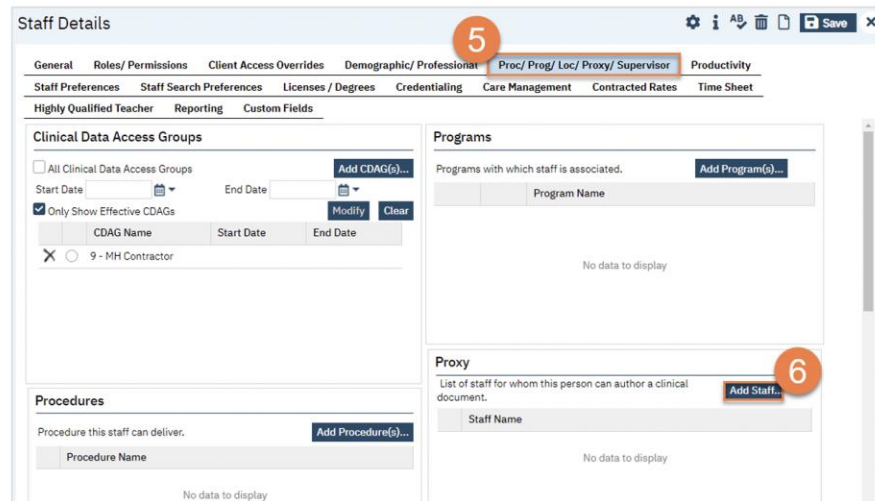 Staff Details
Save
5
General Roles/ Permissions Client Access Overrides Demographic/ Professional Proc/ Prog/ Loc/ Proxy/ Supervisor Productivity
Staff Preferences Staff Search Preferences Licenses / Degrees Credentialing Care Management Contracted Rates Time Sheet
Highly Qualified Teacher Reporting Custom Fields
Clinical Data Access Groups
All Clinical Data Access Groups Add CDAG(s)...
Start Date End Date
Only Show Effective CDAGs Modify Clear
CDAG Name Start Date End Date
9 - MH Contractor
Programs
Programs with which staff is associated. Add Program(s)...
Program Name
No data to display
Procedures
Procedure this staff can deliver. Add Procedure(s)...
Procedure Name
No data to display
Proxy
6
List of staff for whom this person can author a clinical
document.
Add Staff...
Staff Name
No data to display